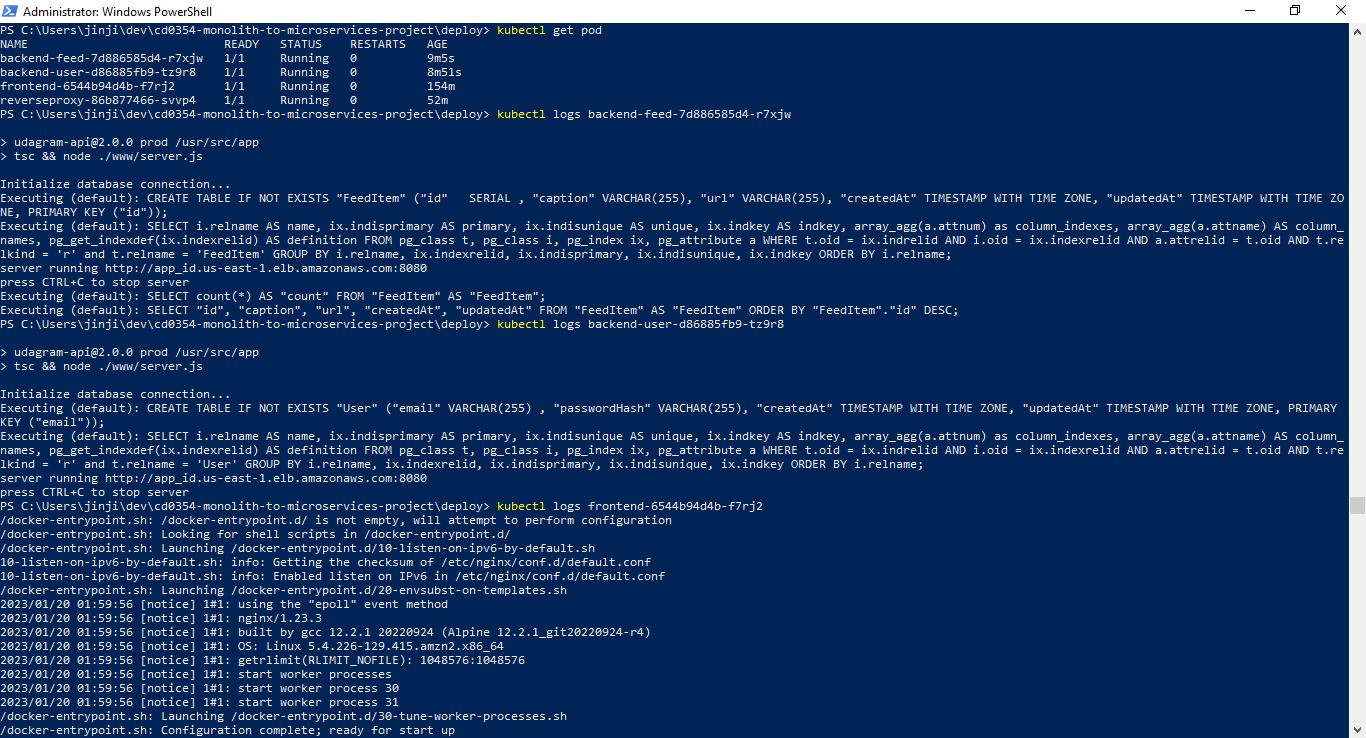 Administrator: Windows PowerShell
PS C:\Users\jinji\dev\cd0354-monolith-to-microservices-project\deploy> kubectl get pod
NAME                           READY   STATUS    RESTARTS   AGE
backend-feed-7d886585d4-r7xjw   1/1     Running   0          9m5s
backend-user-d86885fb9-tz9r8    1/1     Running   0          8m51s
frontend-6544b94d4b-f7rj2       1/1     Running   0          154m
reverseproxy-86b877466-svvp4    1/1     Running   0          52m
PS C:\Users\jinji\dev\cd0354-monolith-to-microservices-project\deploy> kubectl logs backend-feed-7d886585d4-r7xjw
> udagram-api@2.0.0 prod /usr/src/app
> tsc && node ./www/server.js
Initialize database connection...
Executing (default): CREATE TABLE IF NOT EXISTS "FeedItem" ("id"   SERIAL , "caption" VARCHAR(255), "url" VARCHAR(255), "createdAt" TIMESTAMP WITH TIME ZONE, "updatedAt" TIMESTAMP WITH TIME ZO
NE, PRIMARY KEY ("id"));
Executing (default): SELECT i.relname AS name, ix.indisprimary AS primary, ix.indisunique AS unique, ix.indkey AS indkey, array_agg(a.attnum) as column_indexes, array_agg(a.attname) AS column_
names, pg_get_indexdef(ix.indexrelid) AS definition FROM pg_class t, pg_class i, pg_index ix, pg_attribute a WHERE t.oid = ix.indrelid AND i.oid = ix.indexrelid AND a.attrelid = t.oid AND t.re
lkind = 'r' and t.relname = 'FeedItem' GROUP BY i.relname, ix.indexrelid, ix.indisprimary, ix.indisunique, ix.indkey ORDER BY i.relname;
server running http://app_id.us-east-1.elb.amazonaws.com:8080
press CTRL+C to stop server
Executing (default): SELECT count(*) AS "count" FROM "FeedItem" AS "FeedItem";
Executing (default): SELECT "id", "caption", "url", "createdAt", "updatedAt" FROM "FeedItem" AS "FeedItem" ORDER BY "FeedItem"."id" DESC;
PS C:\Users\jinji\dev\cd0354-monolith-to-microservices-project\deploy> kubectl logs backend-user-d86885fb9-tz9r8
> udagram-api@2.0.0 prod /usr/src/app
> tsc && node ./www/server.js
Initialize database connection...
Executing (default): CREATE TABLE IF NOT EXISTS "User" ("email" VARCHAR(255) , "passwordHash" VARCHAR(255), "createdAt" TIMESTAMP WITH TIME ZONE, "updatedAt" TIMESTAMP WITH TIME ZONE, PRIMARY
KEY ("email"));
Executing (default): SELECT i.relname AS name, ix.indisprimary AS primary, ix.indisunique AS unique, ix.indkey AS indkey, array_agg(a.attnum) as column_indexes, array_agg(a.attname) AS column_
names, pg_get_indexdef(ix.indexrelid) AS definition FROM pg_class t, pg_class i, pg_index ix, pg_attribute a WHERE t.oid = ix.indrelid AND i.oid = ix.indexrelid AND a.attrelid = t.oid AND t.re
lkind = 'r' and t.relname = 'User' GROUP BY i.relname, ix.indexrelid, ix.indisprimary, ix.indisunique, ix.indkey ORDER BY i.relname;
server running http://app_id.us-east-1.elb.amazonaws.com:8080
press CTRL+C to stop server
PS C:\Users\jinji\dev\cd0354-monolith-to-microservices-project\deploy> kubectl logs frontend-6544b94d4b-f7rj2
/docker-entrypoint.sh: /docker-entrypoint.d/ is not empty, will attempt to perform configuration
/docker-entrypoint.sh: Looking for shell scripts in /docker-entrypoint.d/
/docker-entrypoint.sh: Launching /docker-entrypoint.d/10-listen-on-ipv6-by-default.sh
10-listen-on-ipv6-by-default.sh: info: Getting the checksum of /etc/nginx/conf.d/default.conf
10-listen-on-ipv6-by-default.sh: info: Enabled listen on IPv6 in /etc/nginx/conf.d/default.conf
/docker-entrypoint.sh: Launching /docker-entrypoint.d/20-envsubst-on-templates.sh
2023/01/20 01:59:56 [notice] 1#1: using the "epoll" event method
2023/01/20 01:59:56 [notice] 1#1: nginx/1.23.3
2023/01/20 01:59:56 [notice] 1#1: built by gcc 12.2.1 20220924 (Alpine 12.2.1_git20220924-r4)
2023/01/20 01:59:56 [notice] 1#1: OS: Linux 5.4.226-129.415.amzn2.x86_64
2023/01/20 01:59:56 [notice] 1#1: getrlimit(RLIMIT_NOFILE): 1048576:1048576
2023/01/20 01:59:56 [notice] 1#1: start worker processes
2023/01/20 01:59:56 [notice] 1#1: start worker process 30
2023/01/20 01:59:56 [notice] 1#1: start worker process 31
/docker-entrypoint.sh: Launching /docker-entrypoint.d/30-tune-worker-processes.sh
/docker-entrypoint.sh: Configuration complete; ready for start up